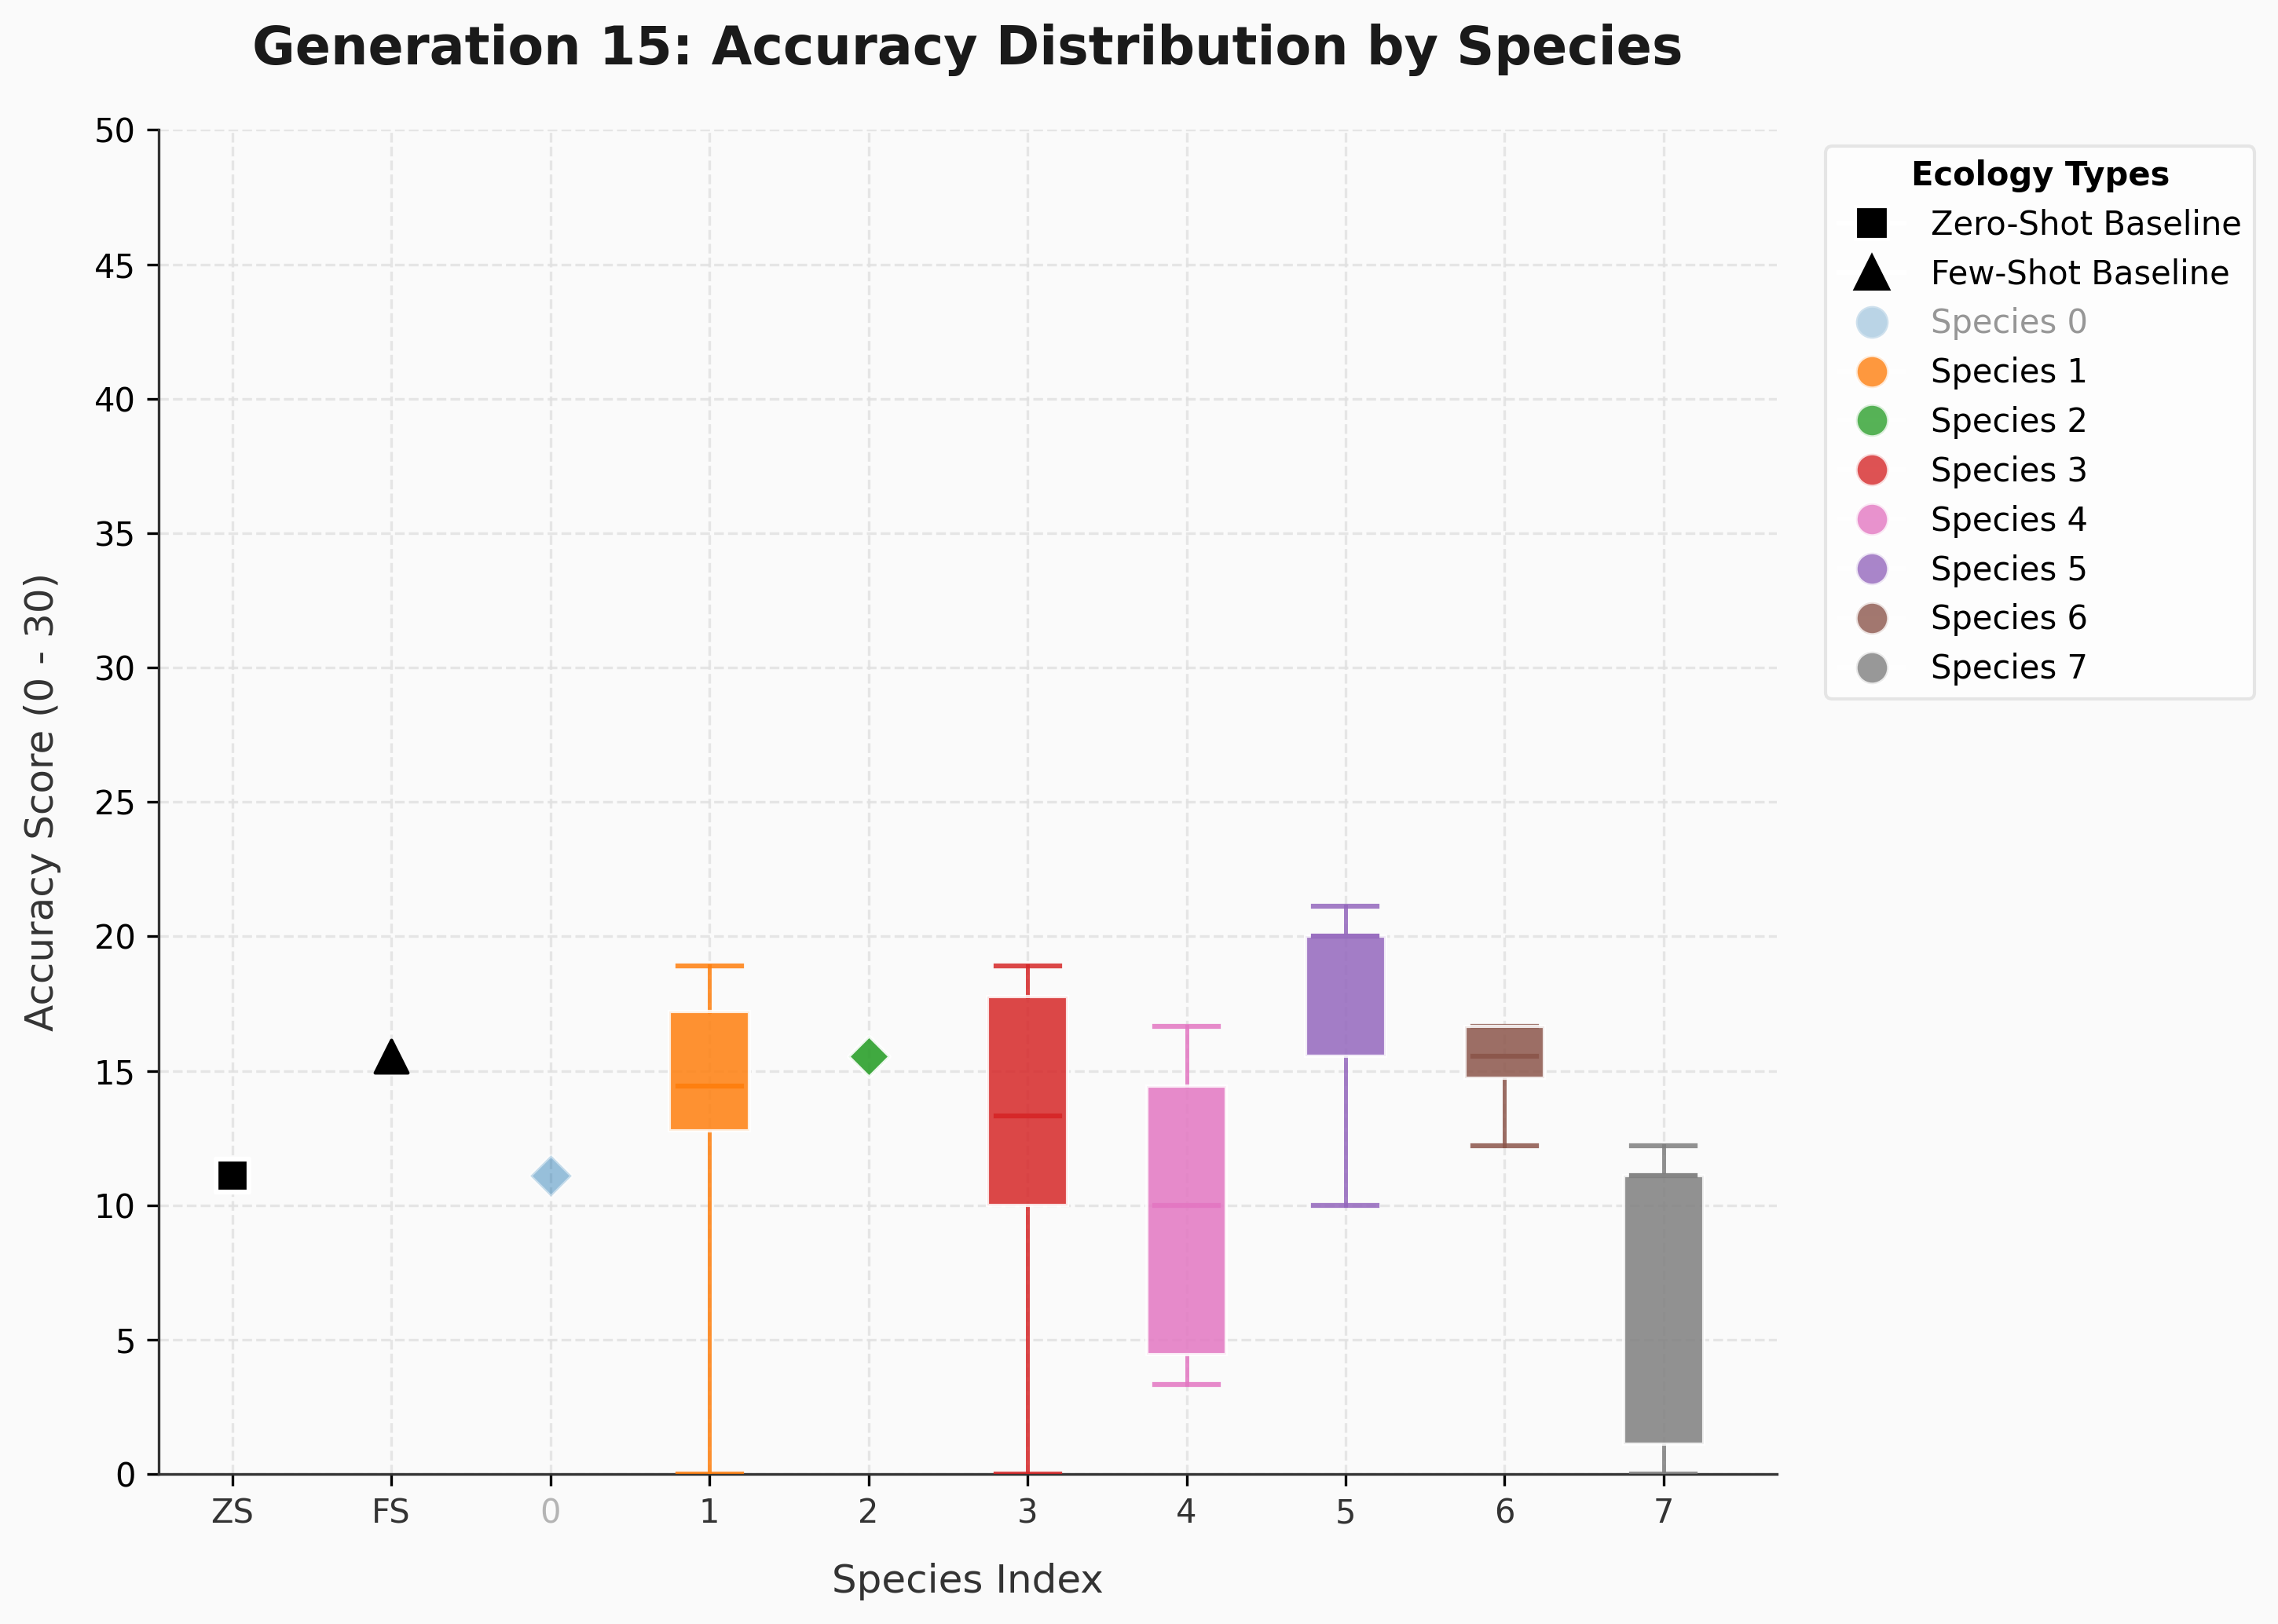 Generation 15: Accuracy Distribution by Species
50
45
40
35
30
25
20
15
10
5
0
Accuracy Score (0 - 30)
ZS FS 0 1 2 3 4 5 6 7
Species Index
Ecology Types
Zero-Shot Baseline
Few-Shot Baseline
Species 0
Species 1
Species 2
Species 3
Species 4
Species 5
Species 6
Species 7